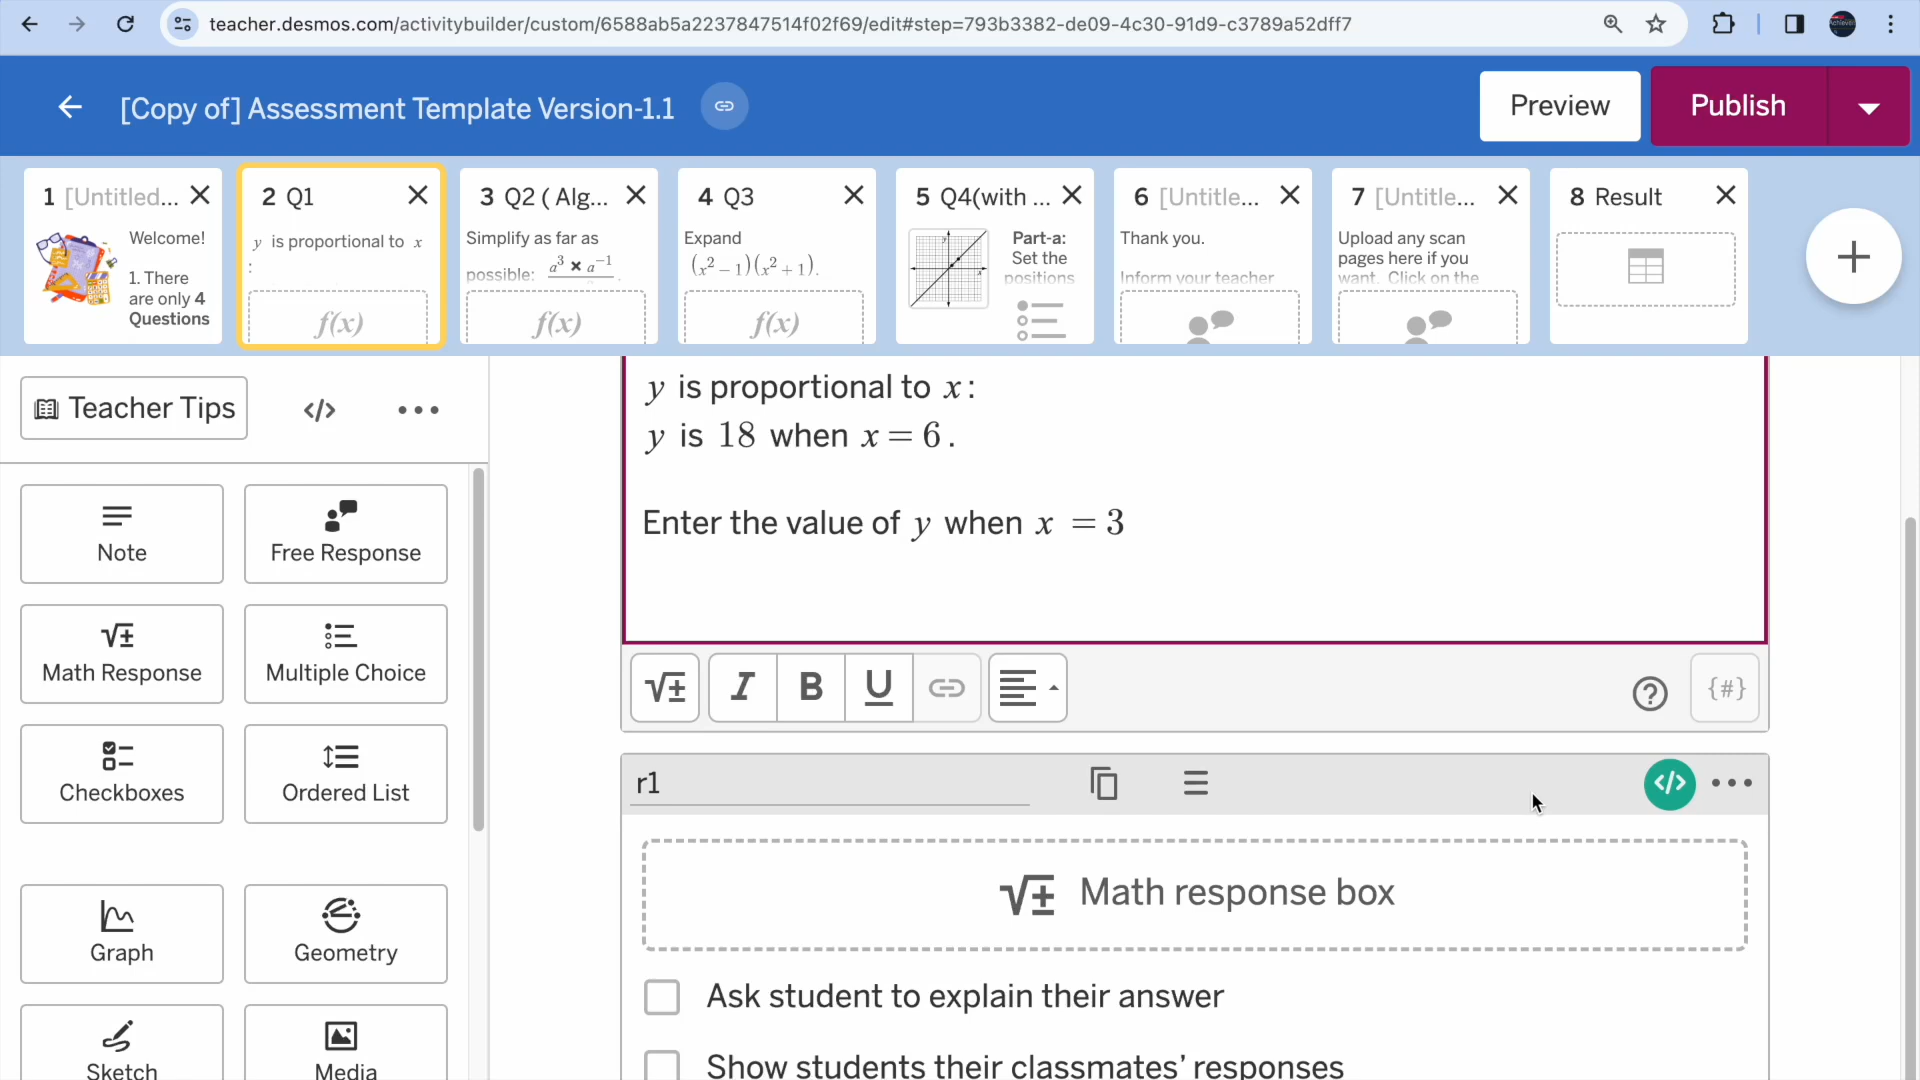 teacher.desmos.com/activitybuilder/custom/6588ab5a2237847514f02f69/edit#step=793b3382-de09-4c30-91d9-c3789a52dff7
[Copy of] Assessment Template Version-1.1
Preview
Publish
1 [Untitled...
Welcome!
1. There
are only 4
Questions
2 Q1
y is proportional to x
:
f(x)
3 Q2 ( Alg...
Simplify as far as
possible: a³ × a⁻¹
f(x)
4 Q3
Expand
(x² − 1)(x² + 1).
f(x)
5 Q4(with ...
Part-a:
Set the
positions
6 [Untitle...
Thank you.
Inform your teacher
7 [Untitle...
Upload any scan
pages here if you
want. Click on the
8 Result
Teacher Tips
Note
Free Response
Math Response
Multiple Choice
Checkboxes
Ordered List
Graph
Geometry
Sketch
Media
y is proportional to x:
y is 18 when x = 6.
Enter the value of y when x = 3
I B U
{#}
r1
Math response box
Ask student to explain their answer
Show students their classmates’ responses